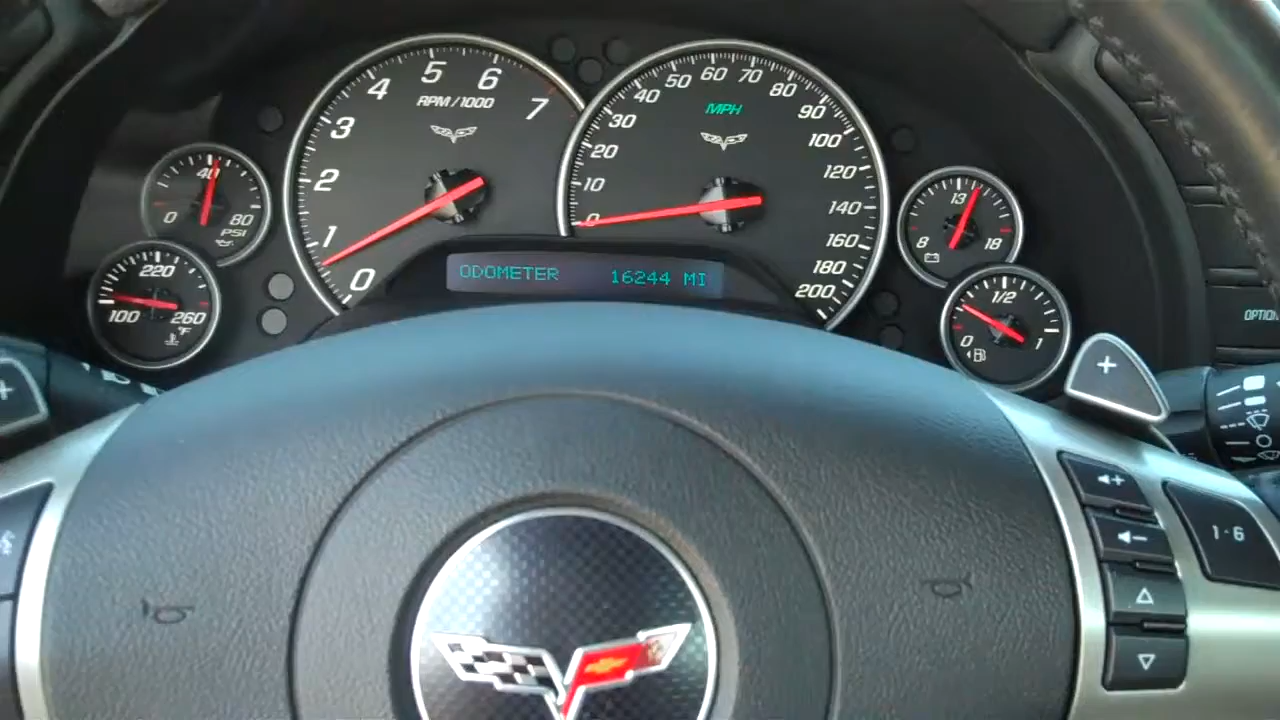 0 1 2 3 4 5 6 7
RPM/1000
0 10 20 30 40 50 60 70 80 90 100 120 140 160 180 200
MPH
0 40 80
PSI
100 220 260
°F
ODOMETER 16244 MI
8 13 18
0 1/2 1
OPTION
+
+
+
−
1-6